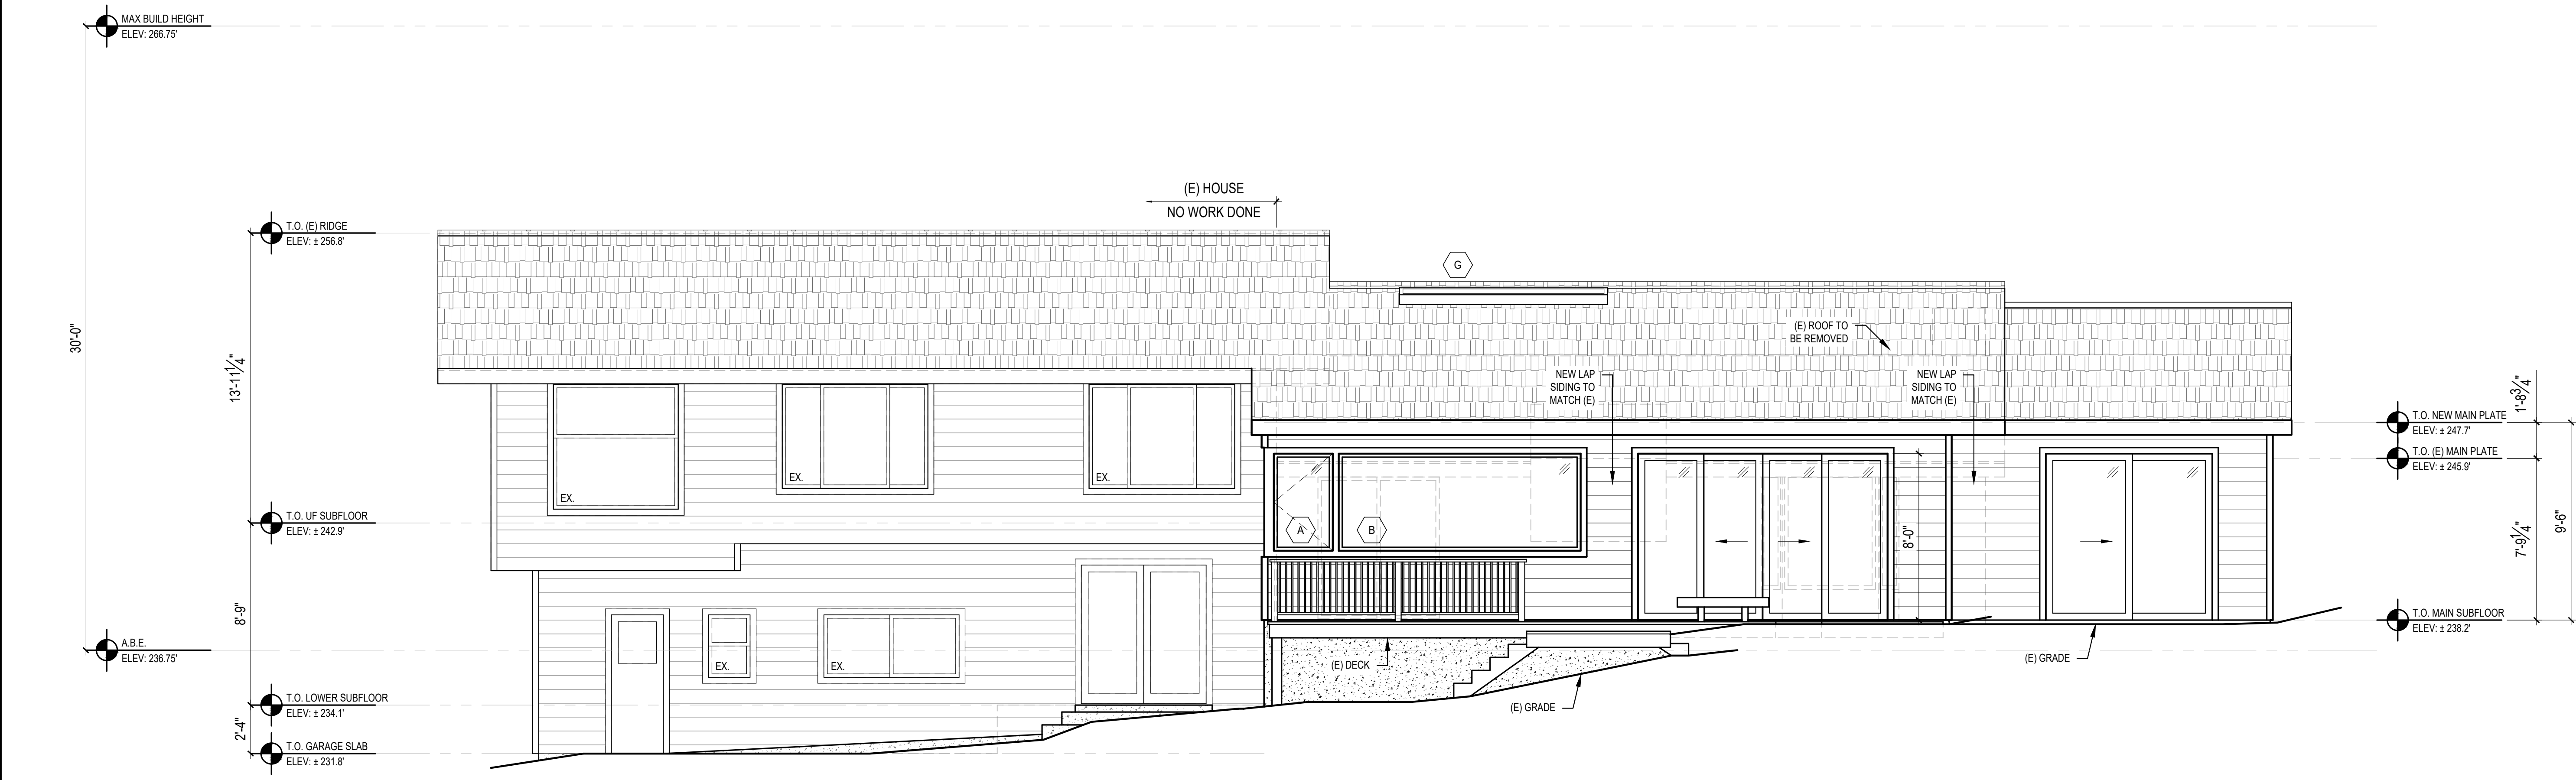 MAX BUILD HEIGHT
ELEV: 266.75'
(E) HOUSE
NO WORK DONE
T.O. (E) RIDGE
ELEV: ± 256.8'
G
30'-0"
13'-11 1/4"
(E) ROOF TO
BE REMOVED
NEW LAP
SIDING TO
MATCH (E)
NEW LAP
SIDING TO
MATCH (E)
1'-8 3/4"
T.O. NEW MAIN PLATE
ELEV: ± 247.7'
T.O. (E) MAIN PLATE
ELEV: ± 245.9'
EX.
EX.
EX.
T.O. UF SUBFLOOR
ELEV: ± 242.9'
A
B
8'-0"
7'-9 1/4"
9'-6"
8'-9"
T.O. MAIN SUBFLOOR
ELEV: ± 238.2'
A.B.E.
ELEV: 236.75'
EX.
EX.
(E) DECK
(E) GRADE
T.O. LOWER SUBFLOOR
ELEV: ± 234.1'
(E) GRADE
2'-4"
T.O. GARAGE SLAB
ELEV: ± 231.8'